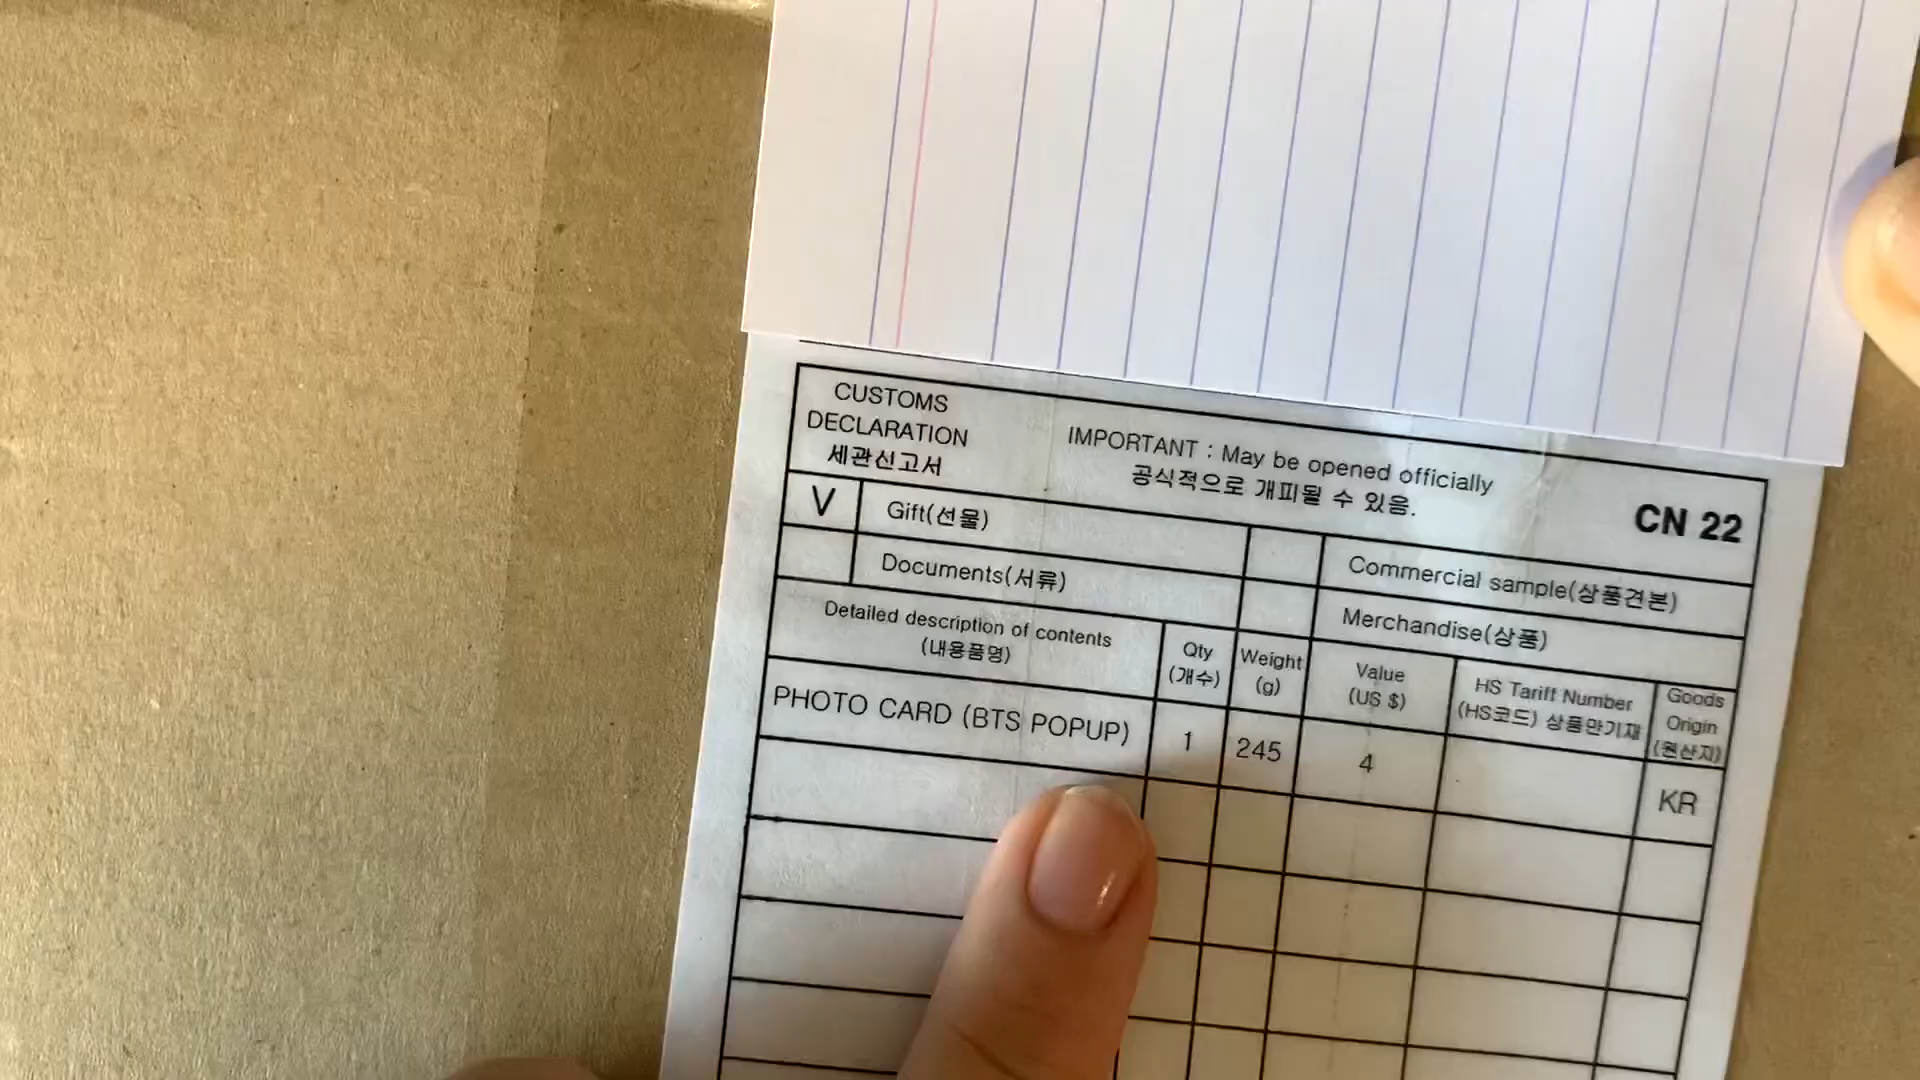 CUSTOMS
DECLARATION
세관신고서
IMPORTANT : May be opened officially
공식적으로 개피될 수 있음.
CN 22
V
Gift(선물)
Commercial sample(상품견본)
Documents(서류)
Merchandise(상품)
Detailed description of contents
(내용품명)
Qty
(개수)
Weight
(g)
Value
(US $)
HS Tariff Number
(HS코드) 상품만기재
Goods
Origin
(원산지)
PHOTO CARD (BTS POPUP)
1
245
4
KR